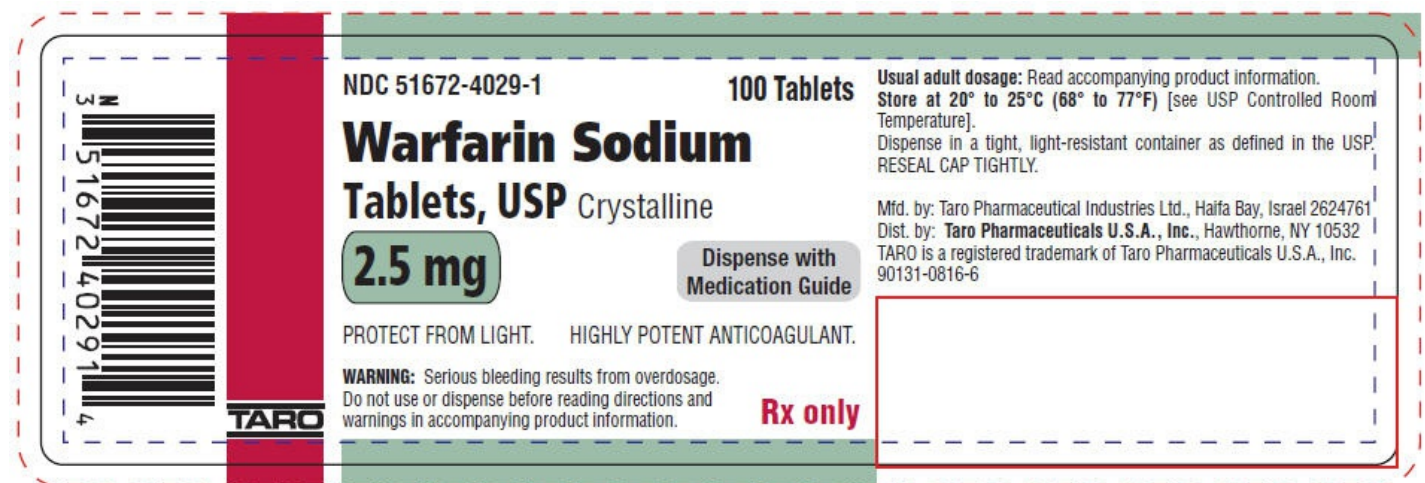 N
3 51672 40291 4
TARO
NDC 51672-4029-1
100 Tablets
Warfarin Sodium
Tablets, USP Crystalline
2.5 mg
Dispense with
Medication Guide
PROTECT FROM LIGHT. HIGHLY POTENT ANTICOAGULANT.
WARNING: Serious bleeding results from overdosage.
Do not use or dispense before reading directions and
warnings in accompanying product information.
Rx only
Usual adult dosage: Read accompanying product information.
Store at 20° to 25°C (68° to 77°F) [see USP Controlled Room
Temperature].
Dispense in a tight, light-resistant container as defined in the USP.
RESEAL CAP TIGHTLY.
Mfd. by: Taro Pharmaceutical Industries Ltd., Haifa Bay, Israel 2624761
Dist. by: Taro Pharmaceuticals U.S.A., Inc., Hawthorne, NY 10532
TARO is a registered trademark of Taro Pharmaceuticals U.S.A., Inc.
90131-0816-6